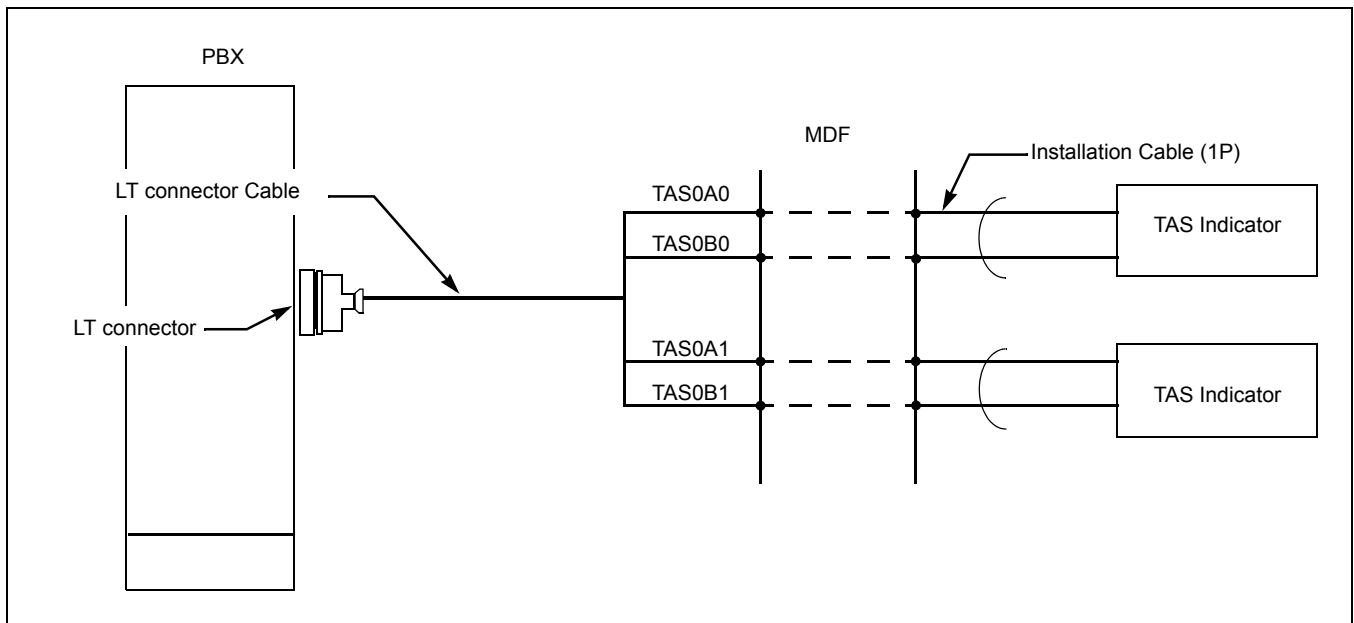 PBX
MDF
Installation Cable (1P)
LT connector Cable
TAS0A0
TAS Indicator
TAS0B0
LT connector
TAS0A1
TAS0B1
TAS Indicator